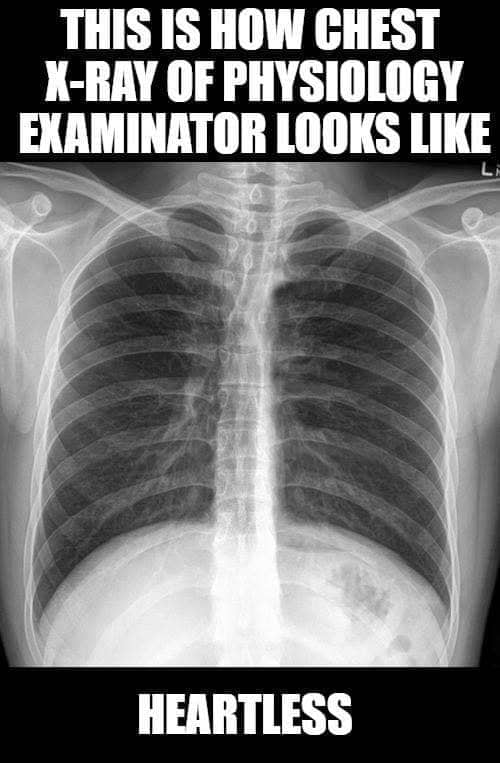 THIS IS HOW CHEST
X-RAY OF PHYSIOLOGY
EXAMINATOR LOOKS LIKE
L
HEARTLESS